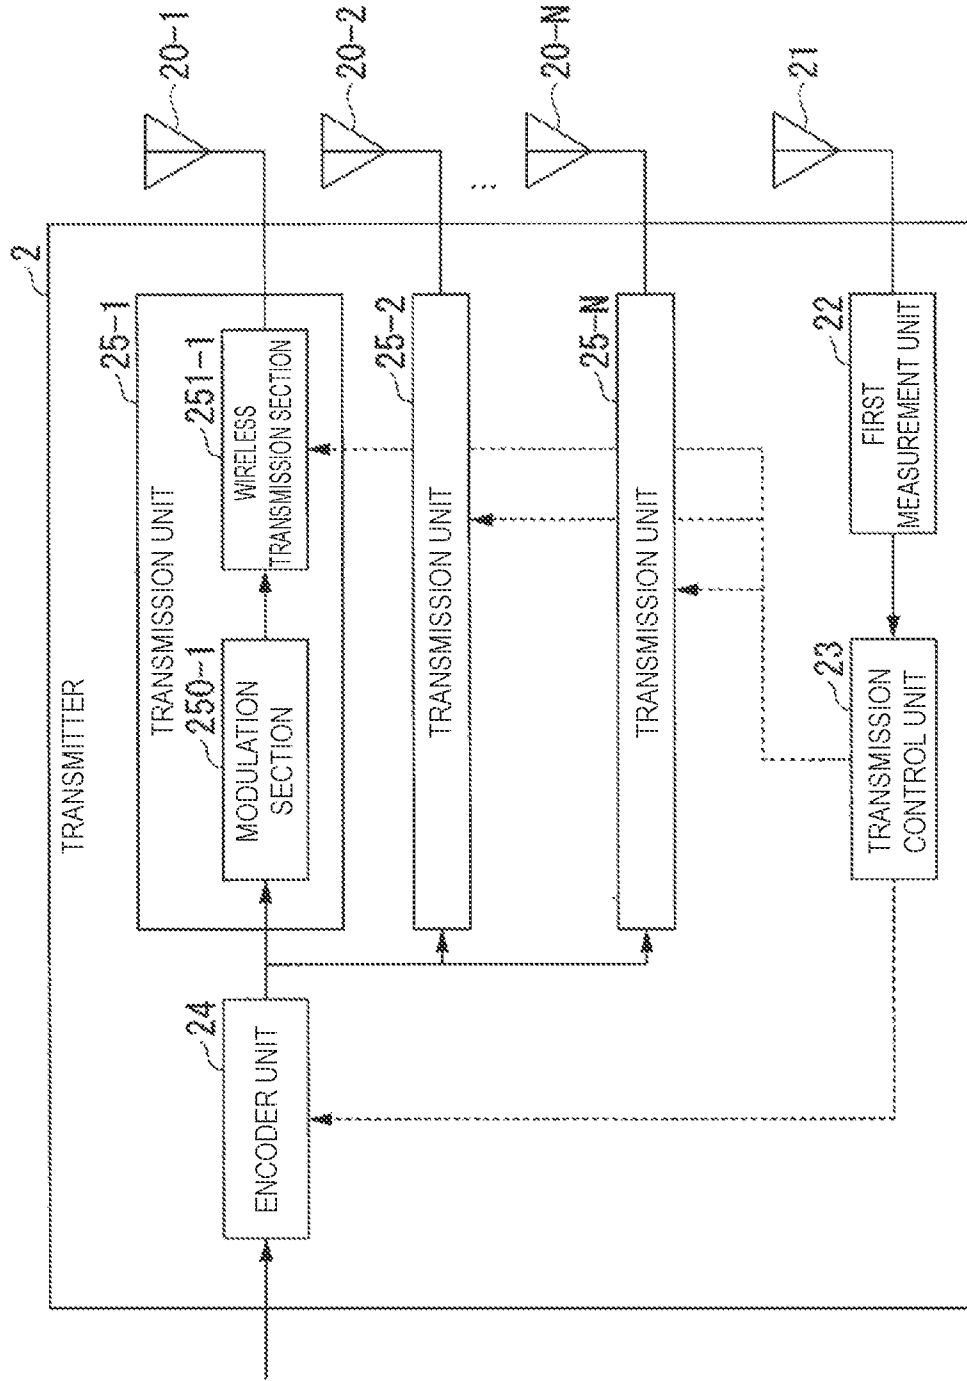 2
TRANSMITTER
24
ENCODER UNIT
25-1
TRANSMISSION UNIT
250-1
MODULATION
SECTION
251-1
WIRELESS
TRANSMISSION SECTION
20-1
25-2
TRANSMISSION UNIT
20-2
...
25-N
TRANSMISSION UNIT
20-N
23
TRANSMISSION
CONTROL UNIT
22
FIRST
MEASUREMENT UNIT
21